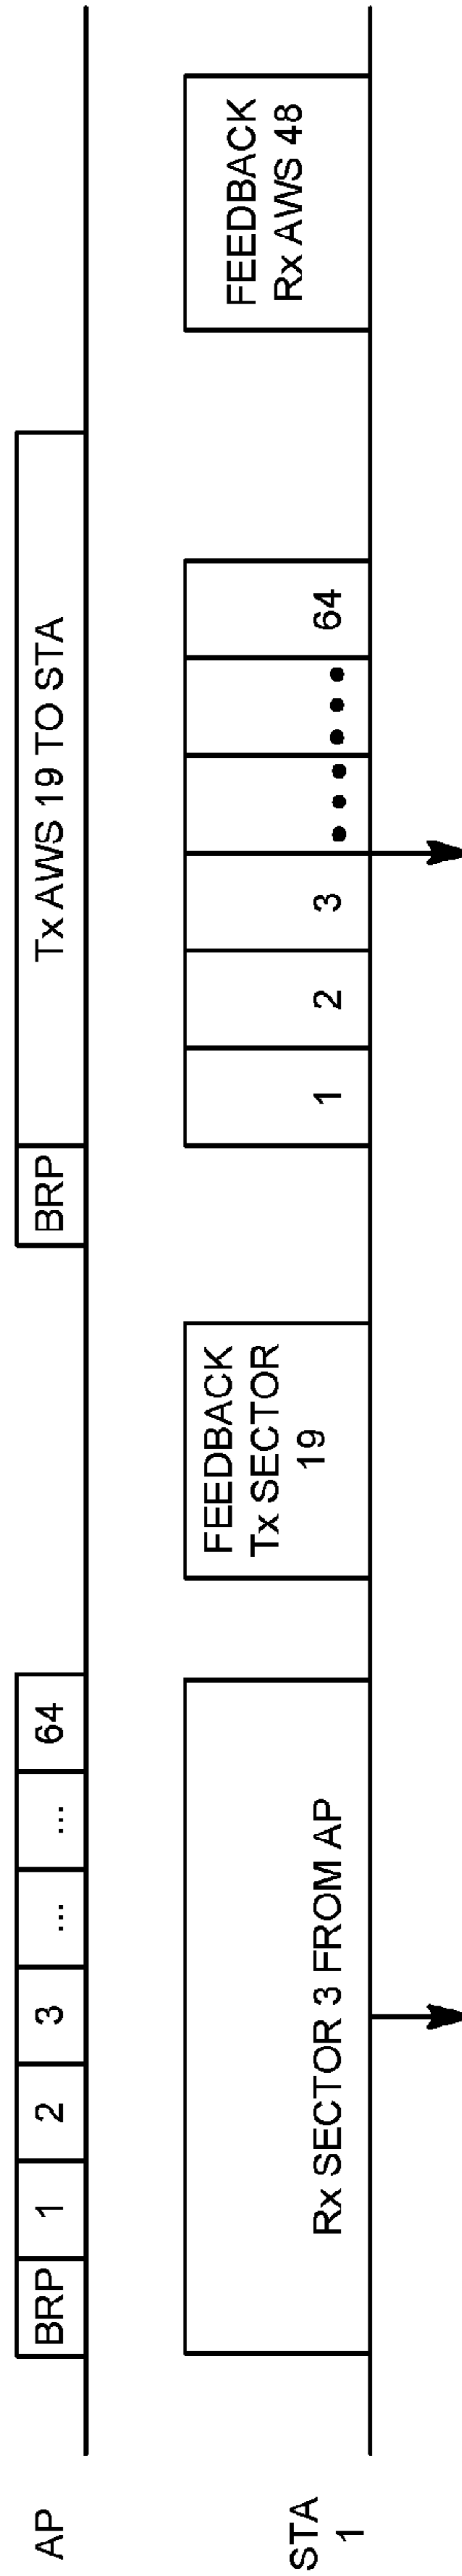 AP
BRP
1
2
3
...
...
64
BRP
Tx AWS 19 TO STA
STA
1
Rx SECTOR 3 FROM AP
FEEDBACK
Tx SECTOR
19
1
2
3
64
FEEDBACK
Rx AWS 48